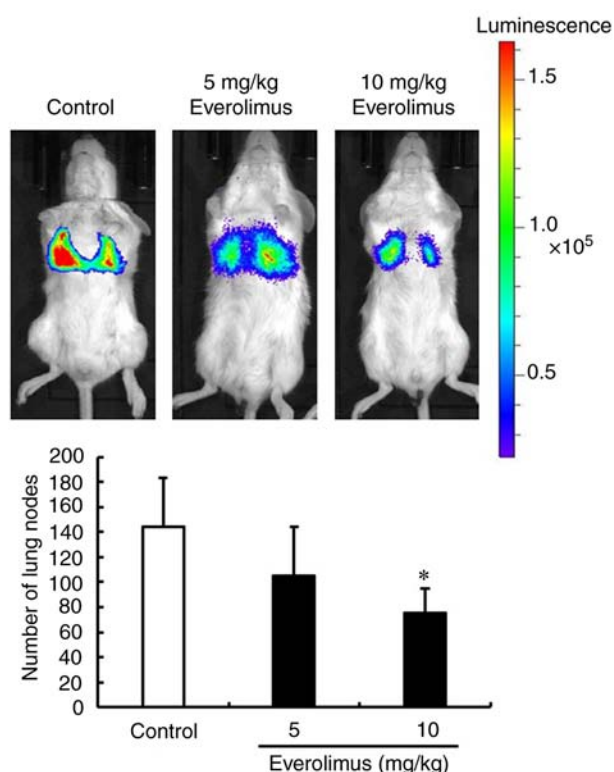 Luminescence
Control
5 mg/kg
Everolimus
10 mg/kg
Everolimus
1.5
1.0
×10⁵
0.5
Number of lung nodes
200
180
160
140
120
100
80
60
40
20
0
*
Control
5
10
Everolimus (mg/kg)